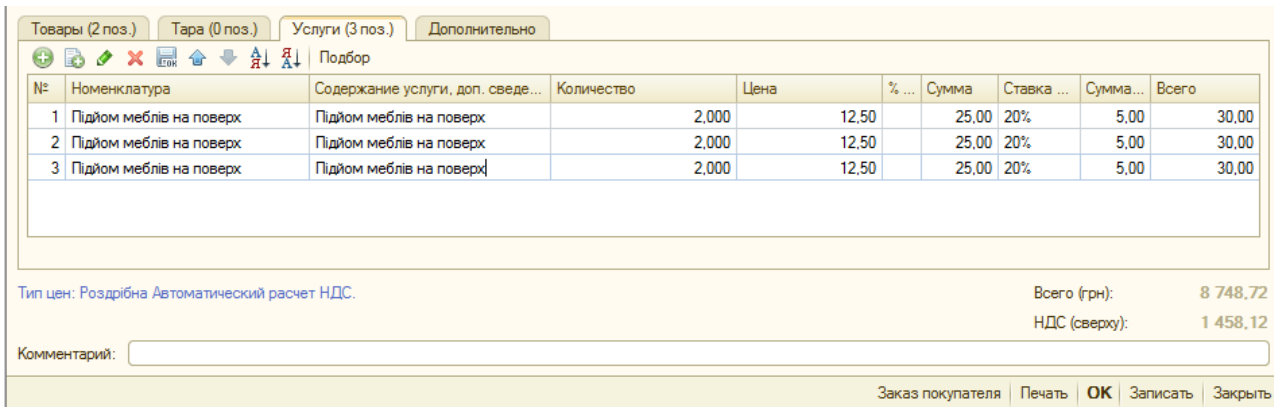 Товары (2 поз.) Тара (0 поз.) Услуги (3 поз.) Дополнительно
Подбор
№ Номенклатура Содержание услуги, доп. сведе... Количество Цена % ... Сумма Ставка ... Сумма... Всего
1 Підйом меблів на поверх Підйом меблів на поверх 2,000 12,50 25,00 20% 5,00 30,00
2 Підйом меблів на поверх Підйом меблів на поверх 2,000 12,50 25,00 20% 5,00 30,00
3 Підйом меблів на поверх Підйом меблів на поверх 2,000 12,50 25,00 20% 5,00 30,00
Тип цен: Роздрібна Автоматический расчет НДС. Всего (грн): 8 748,72
НДС (сверху): 1 458,12
Комментарий:
Заказ покупателя Печать OK Записать Закрыть